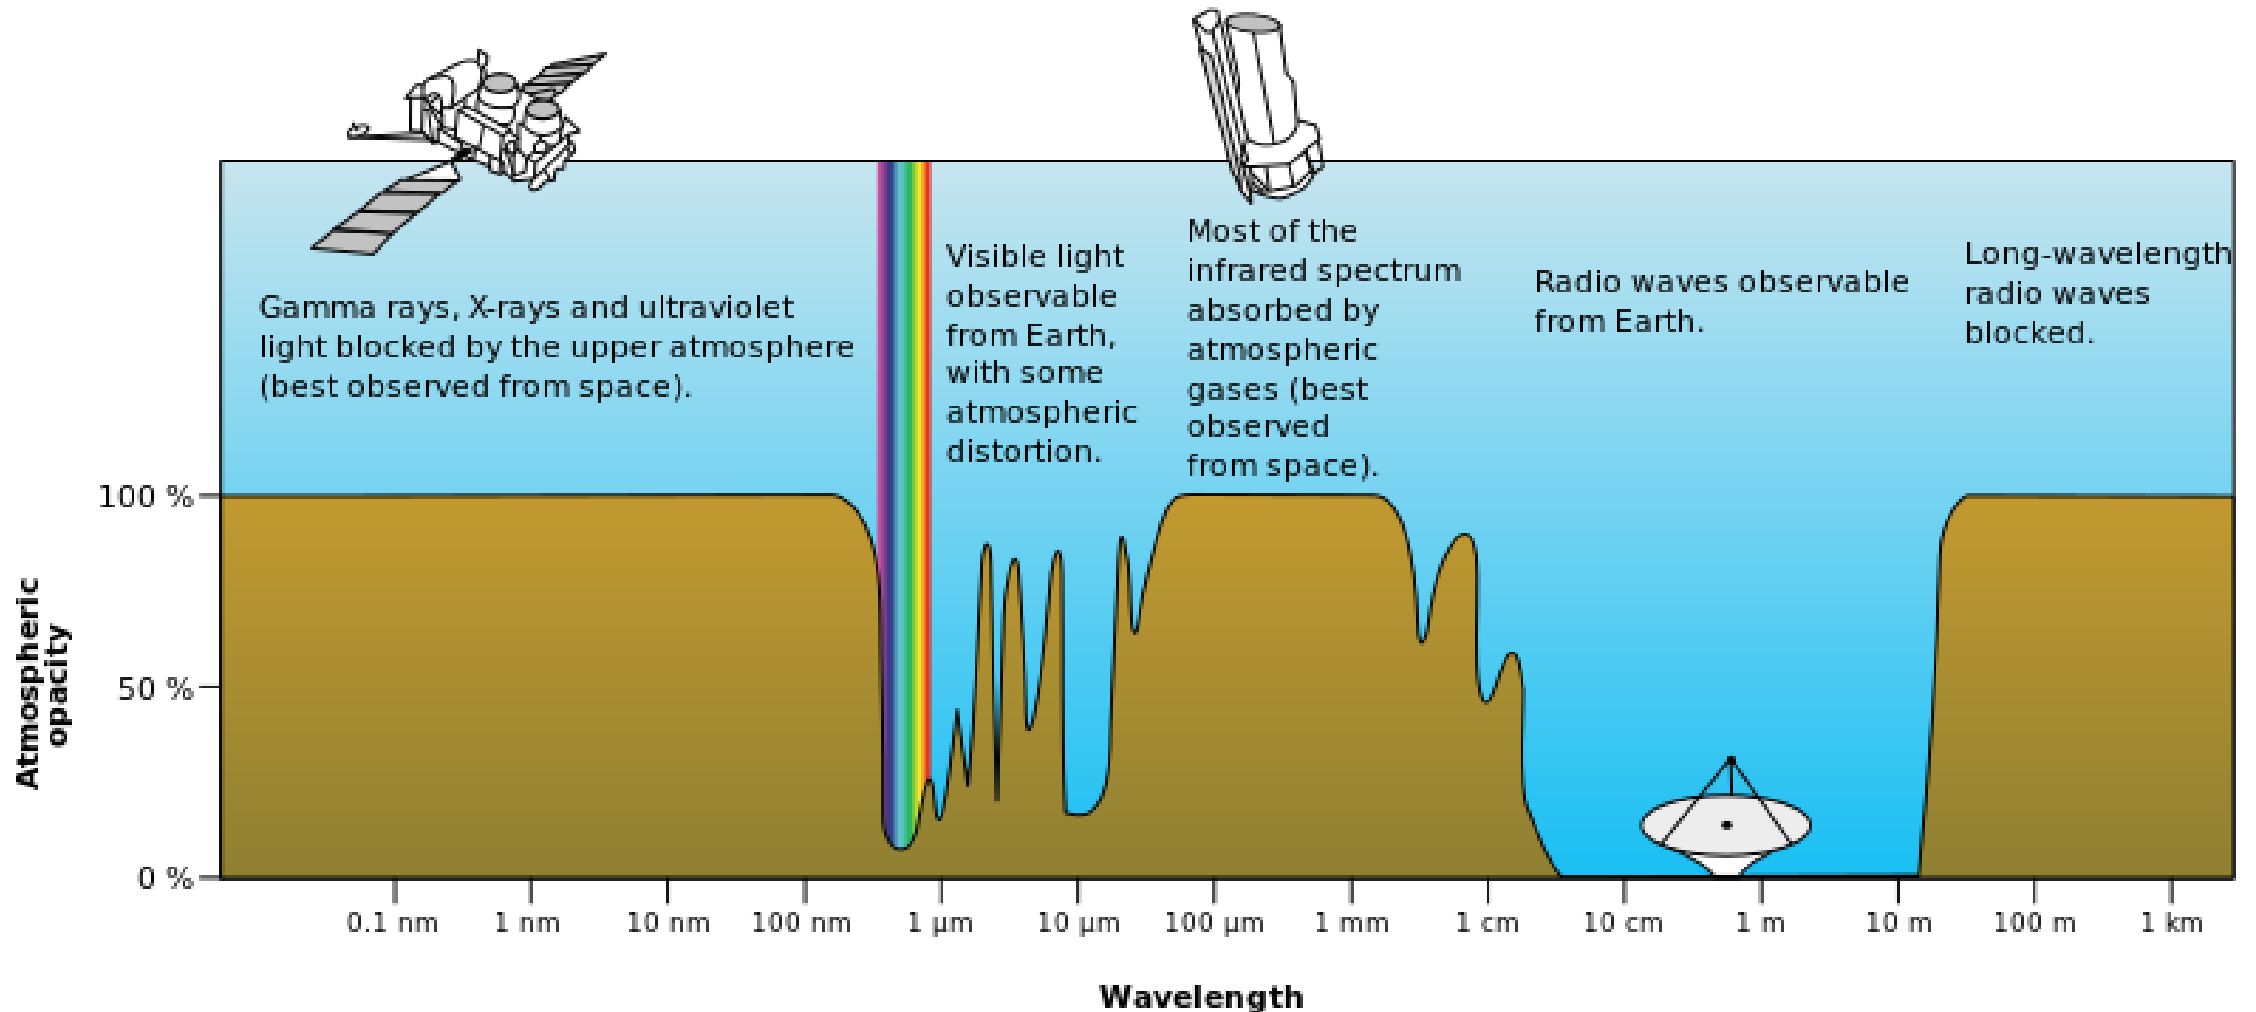 Gamma rays, X-rays and ultraviolet
light blocked by the upper atmosphere
(best observed from space).
Visible light
observable
from Earth,
with some
atmospheric
distortion.
Most of the
infrared spectrum
absorbed by
atmospheric
gases (best
observed
from space).
Radio waves observable
from Earth.
Long-wavelength
radio waves
blocked.
Atmospheric
opacity
100 %
50 %
0 %
0.1 nm 1 nm 10 nm 100 nm 1 μm 10 μm 100 μm 1 mm 1 cm 10 cm 1 m 10 m 100 m 1 km
Wavelength